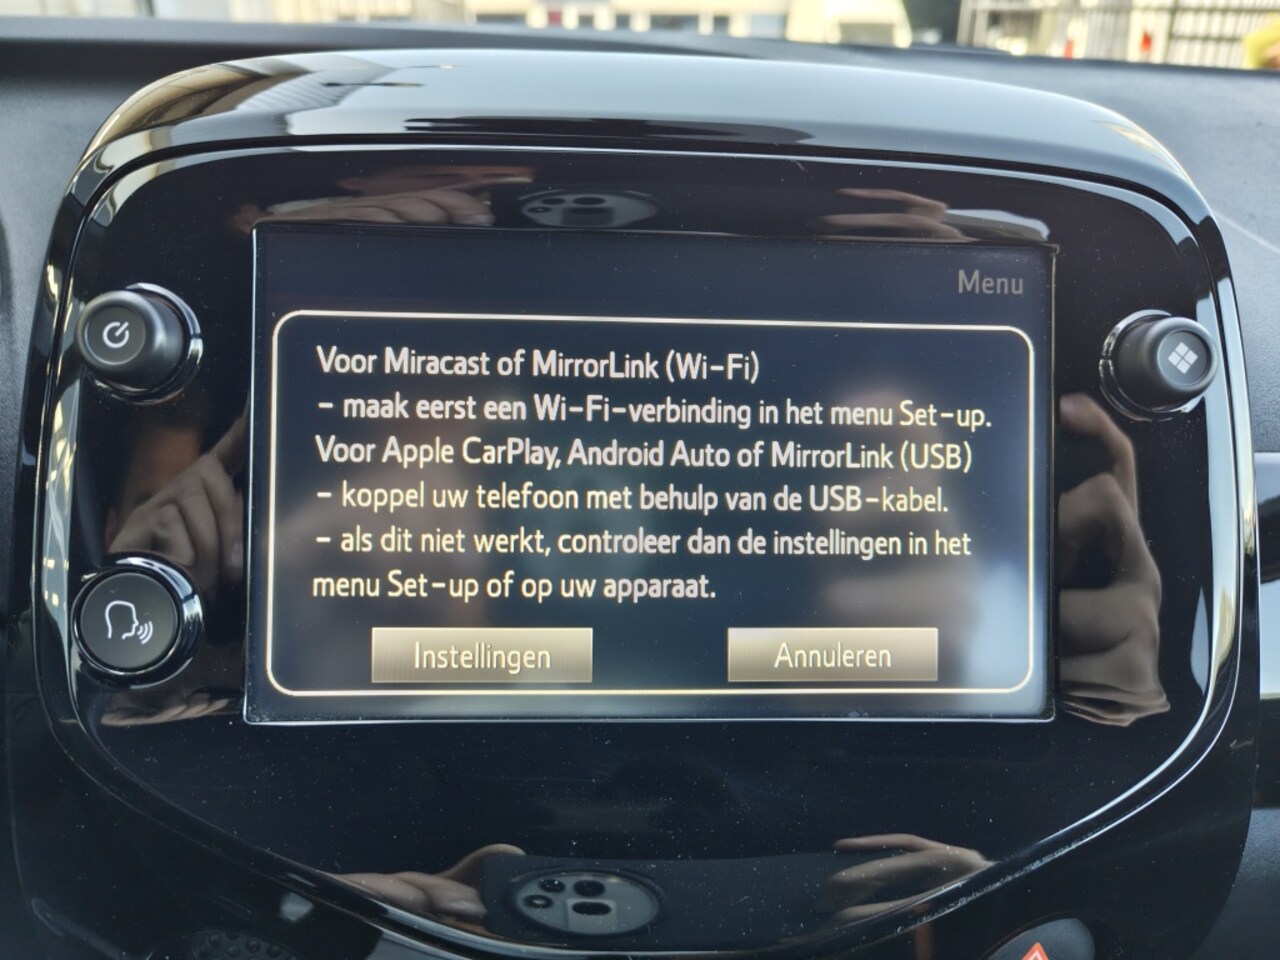 Menu
Voor Miracast of MirrorLink (Wi-Fi)
- maak eerst een Wi-Fi-verbinding in het menu Set-up.
Voor Apple CarPlay, Android Auto of MirrorLink (USB)
- koppel uw telefoon met behulp van de USB-kabel.
- als dit niet werkt, controleer dan de instellingen in het
menu Set-up of op uw apparaat.
Instellingen Annuleren